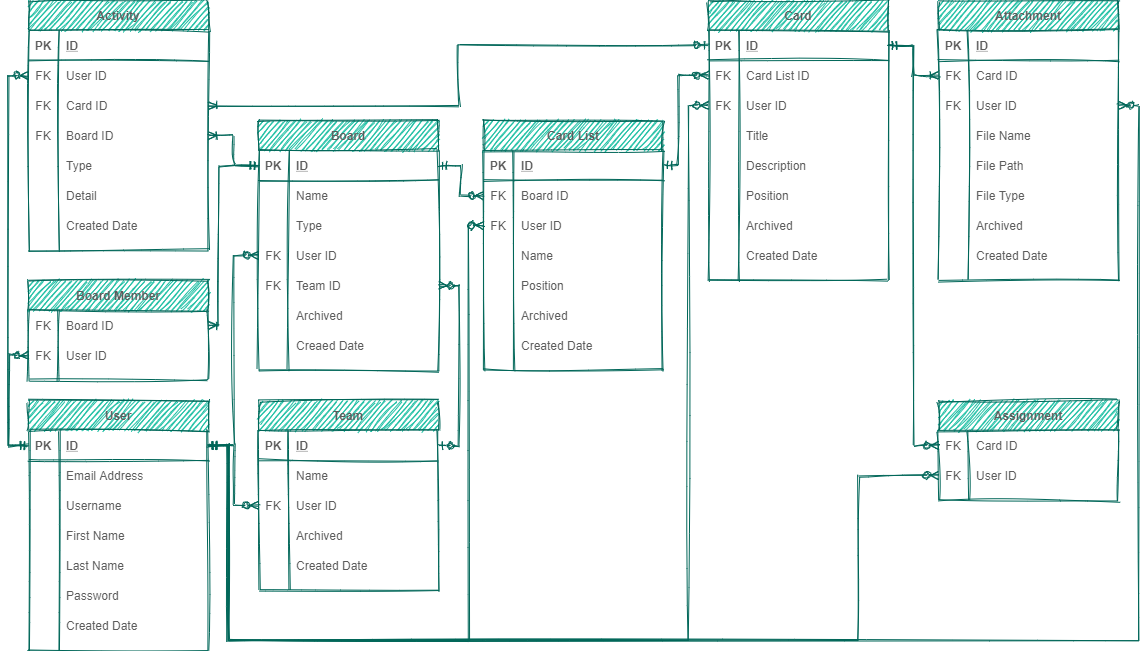 Activity
PK ID
FK User ID
FK Card ID
FK Board ID
Type
Detail
Created Date
Board Member
FK Board ID
FK User ID
User
PK ID
Email Address
Username
First Name
Last Name
Password
Created Date
Board
PK ID
Name
Type
FK User ID
FK Team ID
Archived
Creaed Date
Team
PK ID
Name
FK User ID
Archived
Created Date
Card List
PK ID
FK Board ID
FK User ID
Name
Position
Archived
Created Date
Card
PK ID
FK Card List ID
FK User ID
Title
Description
Position
Archived
Created Date
Attachment
PK ID
FK Card ID
FK User ID
File Name
File Path
File Type
Archived
Created Date
Assignment
FK Card ID
FK User ID